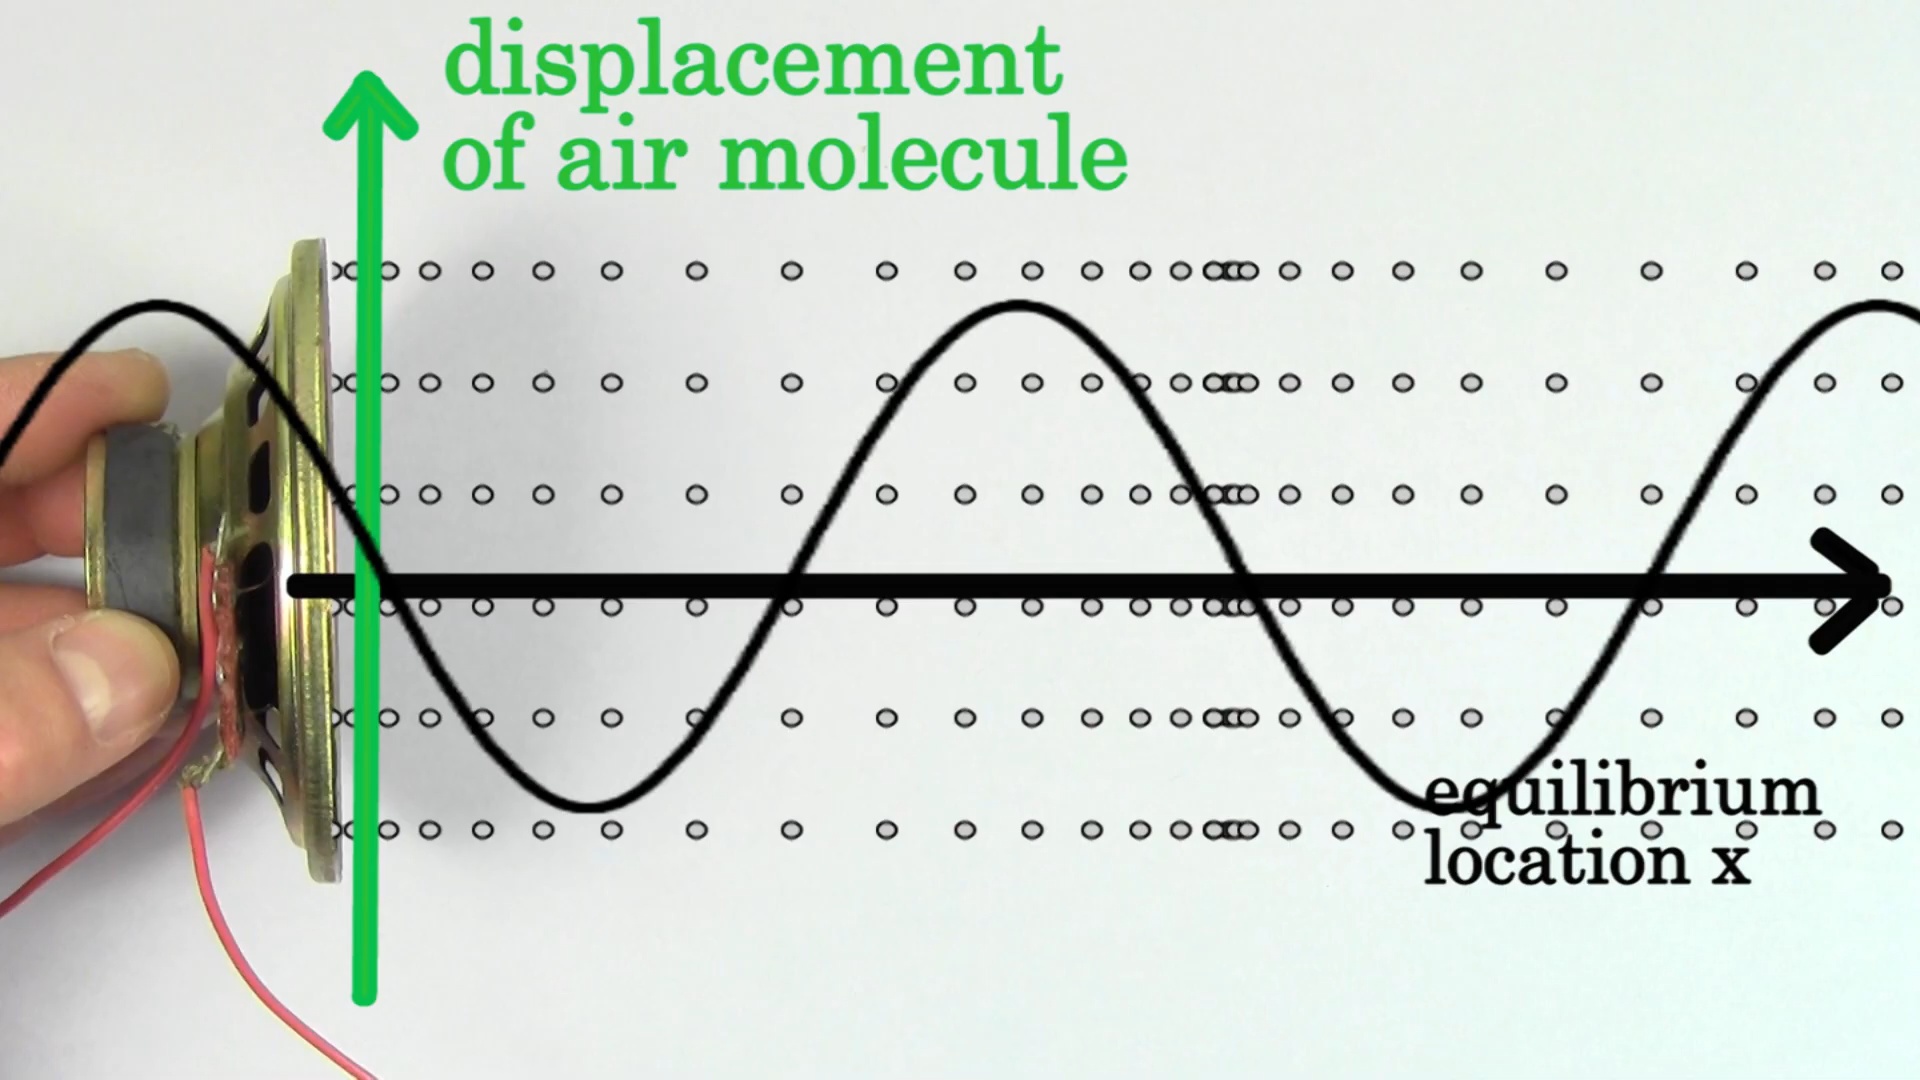 displacement
of air molecule
equilibrium
location x